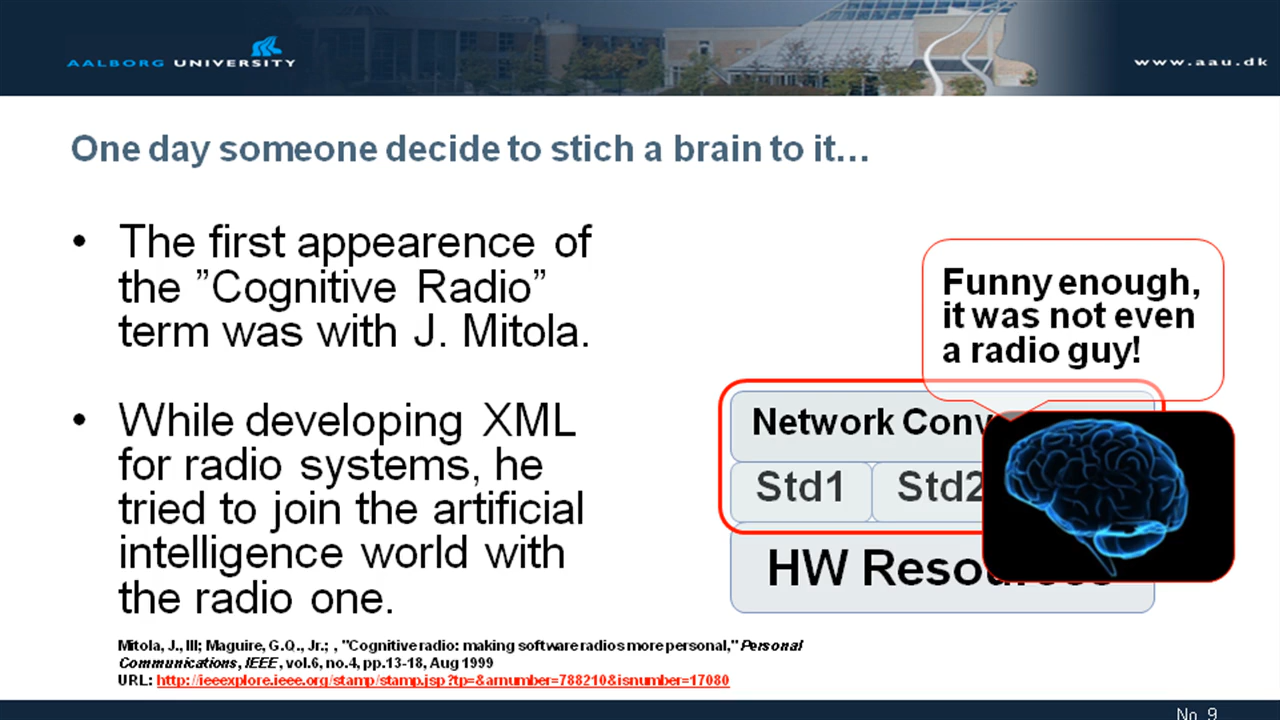 AALBORG UNIVERSITY
www.aau.dk
One day someone decide to stich a brain to it...
• The first appearence of
the ”Cognitive Radio”
term was with J. Mitola.
• While developing XML
for radio systems, he
tried to join the artificial
intelligence world with
the radio one.
Funny enough,
it was not even
a radio guy!
Network Conv
Std1
Std2
HW Resources
Mitola, J., III; Maguire, G.Q., Jr.; , "Cognitive radio: making software radios more personal," Personal
Communications, IEEE , vol.6, no.4, pp.13-18, Aug 1999
URL: http://ieeexplore.ieee.org/stamp/stamp.jsp?tp=&arnumber=788210&isnumber=17080
No. 9